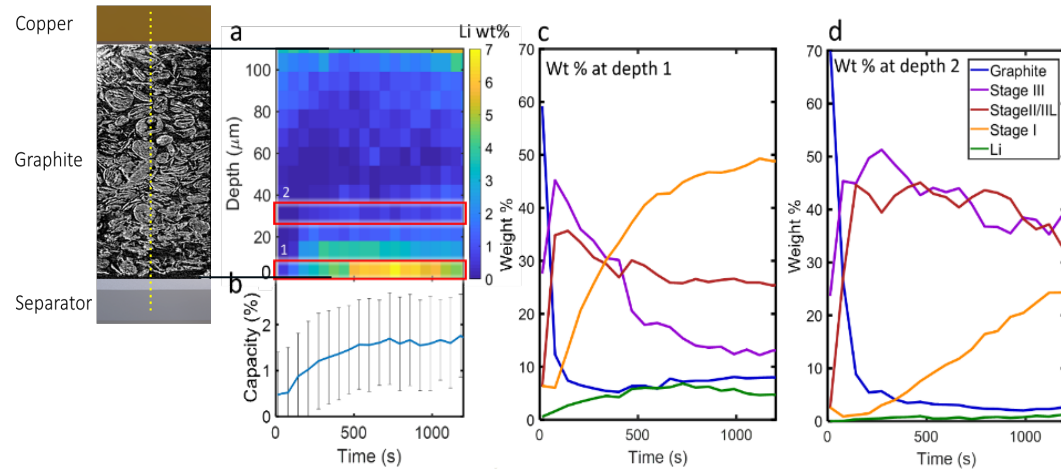 Copper
Graphite
Separator
a
Li wt%
7
6
5
4
3
2
1
0
100
80
60
40
20
0
Depth (μm)
2
1
b
Capacity (%)
2
1
0
0
500
1000
Time (s)
c
Wt % at depth 1
70
60
50
40
30
20
10
0
Weight %
0
500
1000
Time (s)
d
Wt % at depth 2
Graphite
Stage III
StageII/IIL
Stage I
Li
70
60
50
40
30
20
10
0
Weight %
0
500
1000
Time (s)